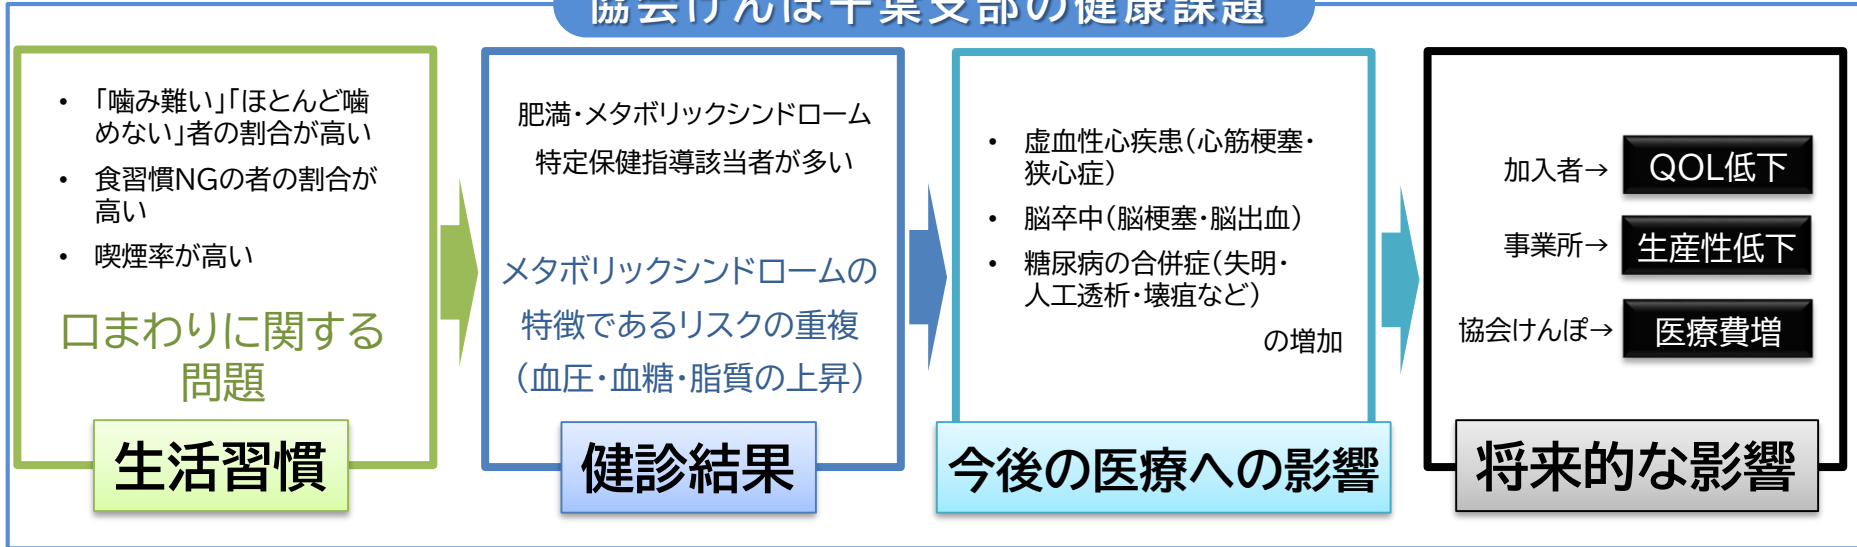 協会けんぽ千葉支部の健康課題
• 「噛み難い」「ほとんど噛
めない」者の割合が高い
• 食習慣NGの者の割合が
高い
• 喫煙率が高い
口まわりに関する
問題
生活習慣
肥満・メタボリックシンドローム
特定保健指導該当者が多い
メタボリックシンドロームの
特徴であるリスクの重複
(血圧・血糖・脂質の上昇)
健診結果
• 虚血性心疾患(心筋梗塞・
狭心症)
• 脳卒中(脳梗塞・脳出血)
• 糖尿病の合併症(失明・
人工透析・壊疽など)
の増加
今後の医療への影響
加入者→ QOL低下
事業所→ 生産性低下
協会けんぽ→ 医療費増
将来的な影響